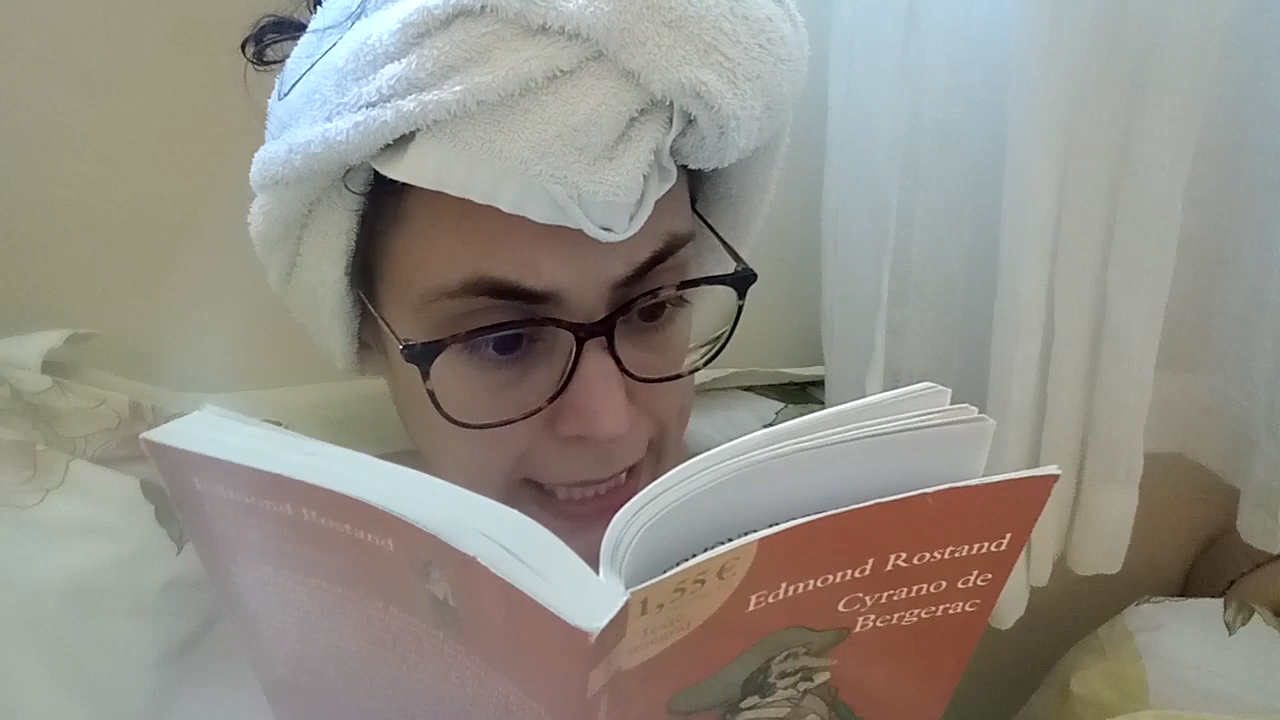 Edmond Rostand
1,55 €
Texte
intégral
Edmond Rostand
Cyrano de
Bergerac